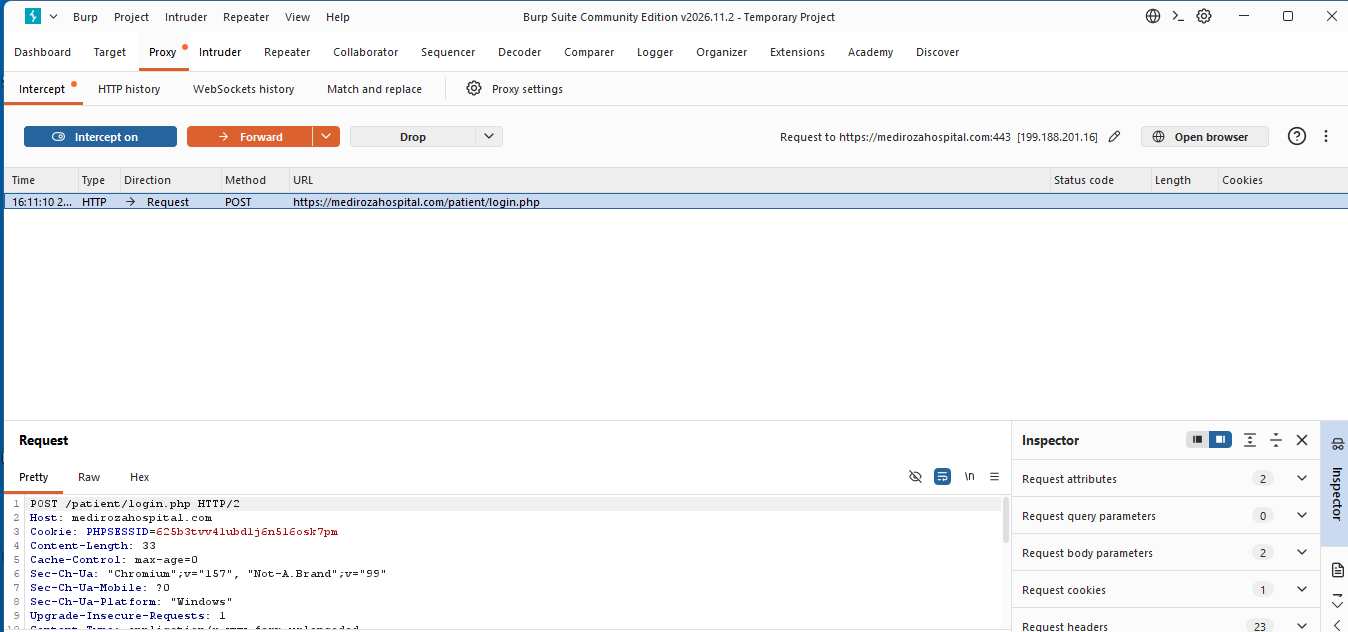 Burp Project Intruder Repeater View Help Burp Suite Community Edition v2026.11.2 - Temporary Project
Dashboard Target Proxy Intruder Repeater Collaborator Sequencer Decoder Comparer Logger Organizer Extensions Academy Discover
Intercept HTTP history WebSockets history Match and replace Proxy settings
Intercept on Forward Drop Request to https://medirozahospital.com:443 [199.188.201.16] Open browser
Time Type Direction Method URL Status code Length Cookies
16:11:10 2... HTTP → Request POST https://medirozahospital.com/patient/login.php
Request
Pretty Raw Hex \n
1 POST /patient/login.php HTTP/2
2 Host: medirozahospital.com
3 Cookie: PHPSESSID=625b3tvv4lubdlj6n5l6osk7pm
4 Content-Length: 33
5 Cache-Control: max-age=0
6 Sec-Ch-Ua: "Chromium";v="157", "Not-A.Brand";v="99"
7 Sec-Ch-Ua-Mobile: ?0
8 Sec-Ch-Ua-Platform: "Windows"
9 Upgrade-Insecure-Requests: 1
Inspector
Request attributes 2
Request query parameters 0
Request body parameters 2
Request cookies 1
Request headers 23
Inspector